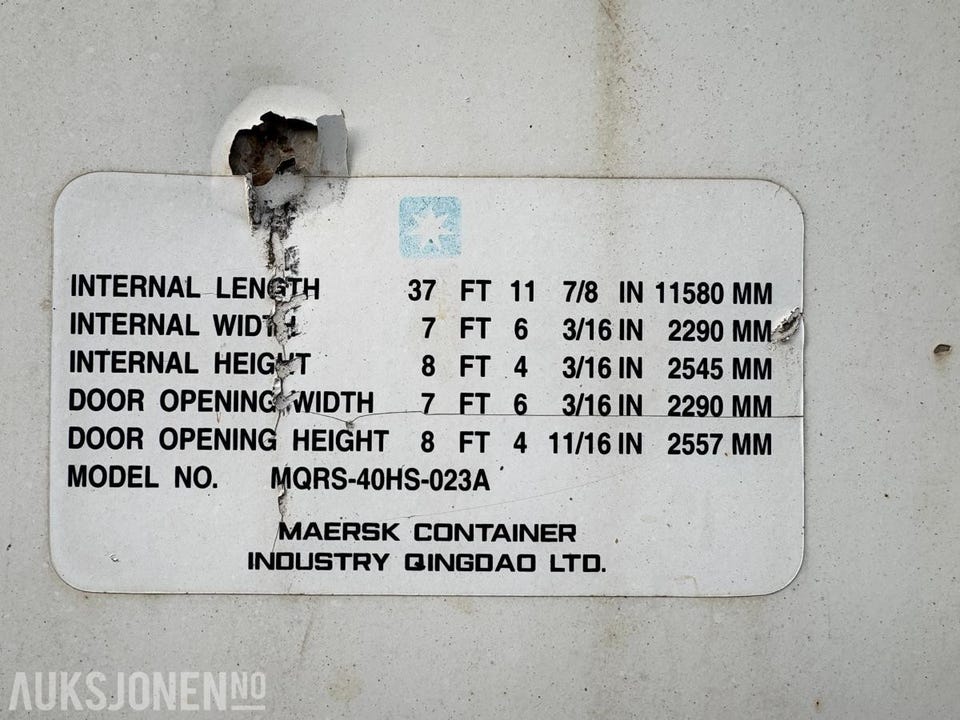 INTERNAL LENGTH 37 FT 11 7/8 IN 11580 MM
INTERNAL WIDTH 7 FT 6 3/16 IN 2290 MM
INTERNAL HEIGHT 8 FT 4 3/16 IN 2545 MM
DOOR OPENING WIDTH 7 FT 6 3/16 IN 2290 MM
DOOR OPENING HEIGHT 8 FT 4 11/16 IN 2557 MM
MODEL NO. MQRS-40HS-023A
MAERSK CONTAINER
INDUSTRY QINGDAO LTD.
AUKSJONEN NO